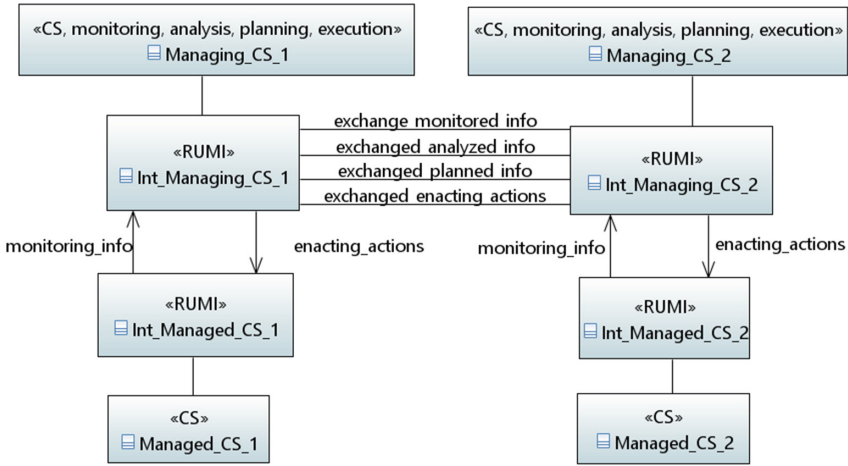 «CS, monitoring, analysis, planning, execution»
Managing_CS_1
«CS, monitoring, analysis, planning, execution»
Managing_CS_2
«RUMI»
Int_Managing_CS_1
exchange monitored info
exchanged analyzed info
exchanged planned info
exchanged enacting actions
«RUMI»
Int_Managing_CS_2
monitoring_info
enacting_actions
monitoring_info
enacting_actions
«RUMI»
Int_Managed_CS_1
«RUMI»
Int_Managed_CS_2
«CS»
Managed_CS_1
«CS»
Managed_CS_2